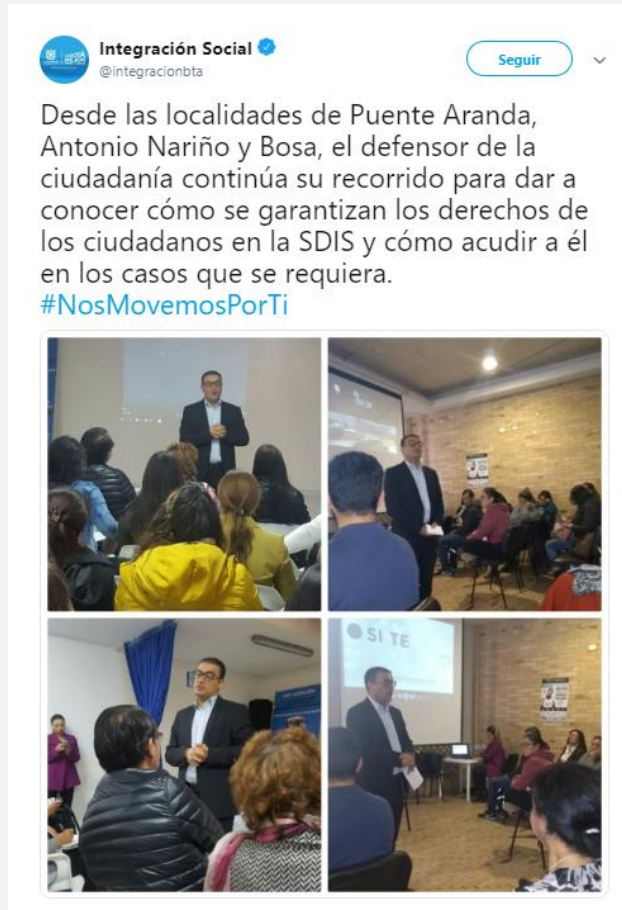 Integración Social
@integracionbta
Seguir
Desde las localidades de Puente Aranda,
Antonio Nariño y Bosa, el defensor de la
ciudadanía continúa su recorrido para dar a
conocer cómo se garantizan los derechos de
los ciudadanos en la SDIS y cómo acudir a él
en los casos que se requiera.
#NosMovemosPorTi
SI TE